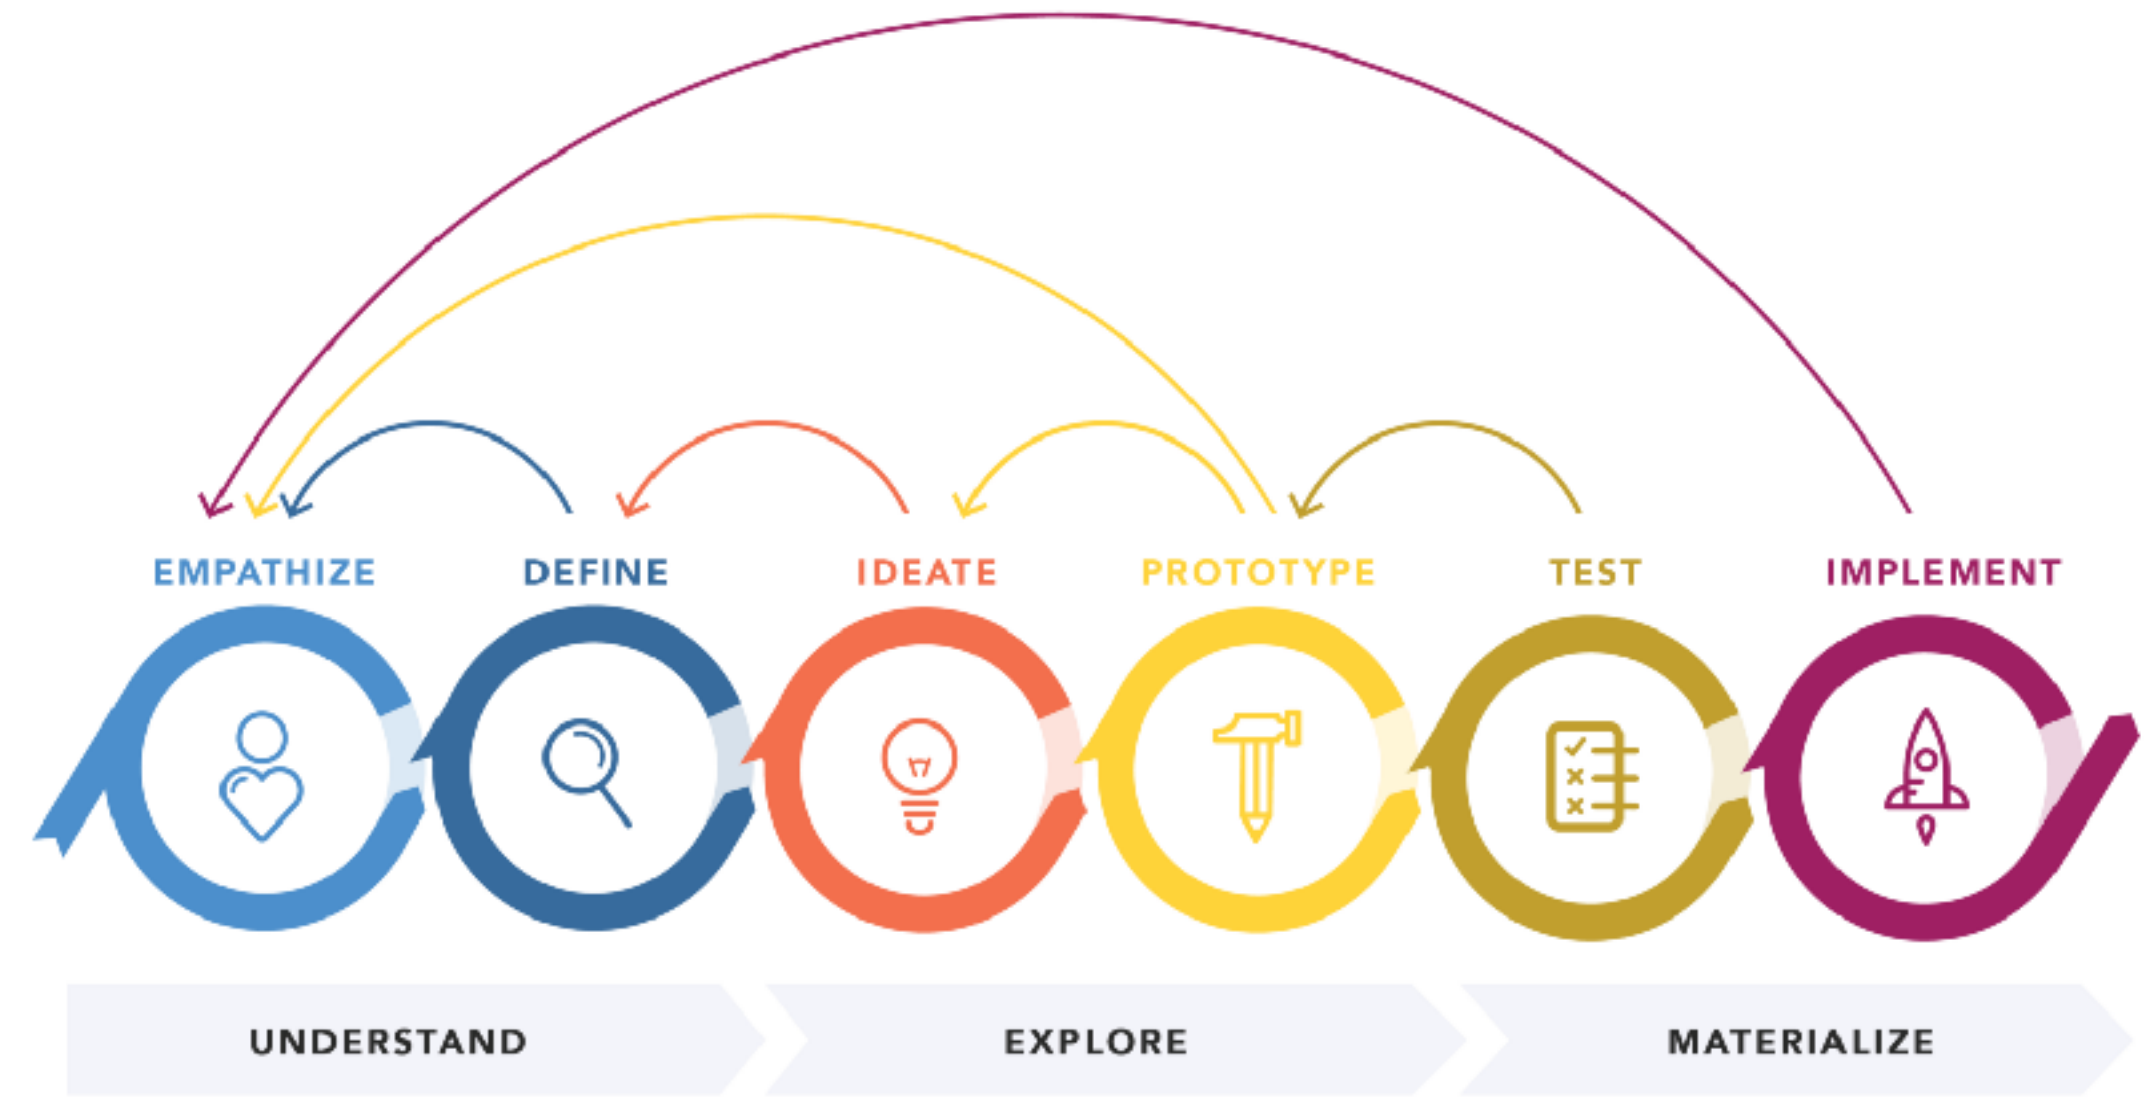 EMPATHIZE
DEFINE
IDEATE
PROTOTYPE
TEST
IMPLEMENT
UNDERSTAND
EXPLORE
MATERIALIZE